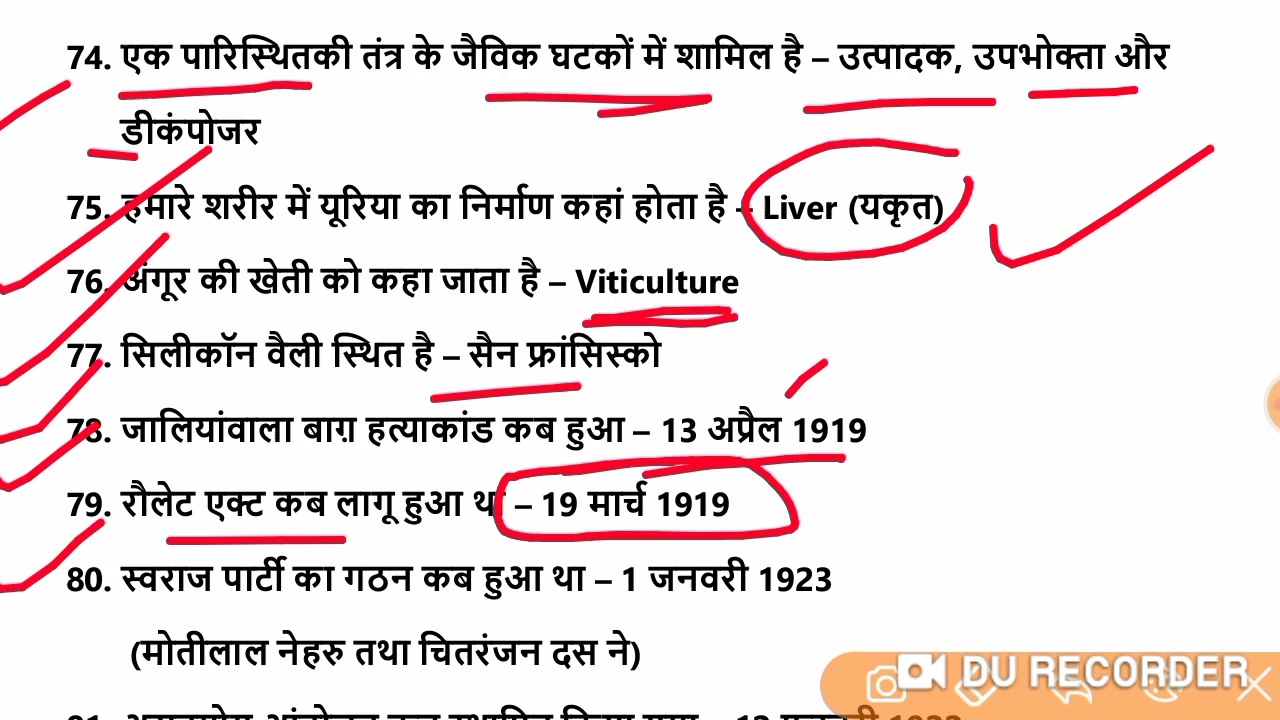 74. एक पारिस्थितकी तंत्र के जैविक घटकों में शामिल है – उत्पादक, उपभोक्ता और
डीकंपोजर
75. हमारे शरीर में यूरिया का निर्माण कहां होता है – Liver (यकृत)
76. अंगूर की खेती को कहा जाता है – Viticulture
77. सिलीकॉन वैली स्थित है – सैन फ्रांसिस्को
78. जालियांवाला बाग़ हत्याकांड कब हुआ – 13 अप्रैल 1919
79. रौलेट एक्ट कब लागू हुआ था – 19 मार्च 1919
80. स्वराज पार्टी का गठन कब हुआ था – 1 जनवरी 1923
(मोतीलाल नेहरु तथा चितरंजन दस ने)
DU RECORDER